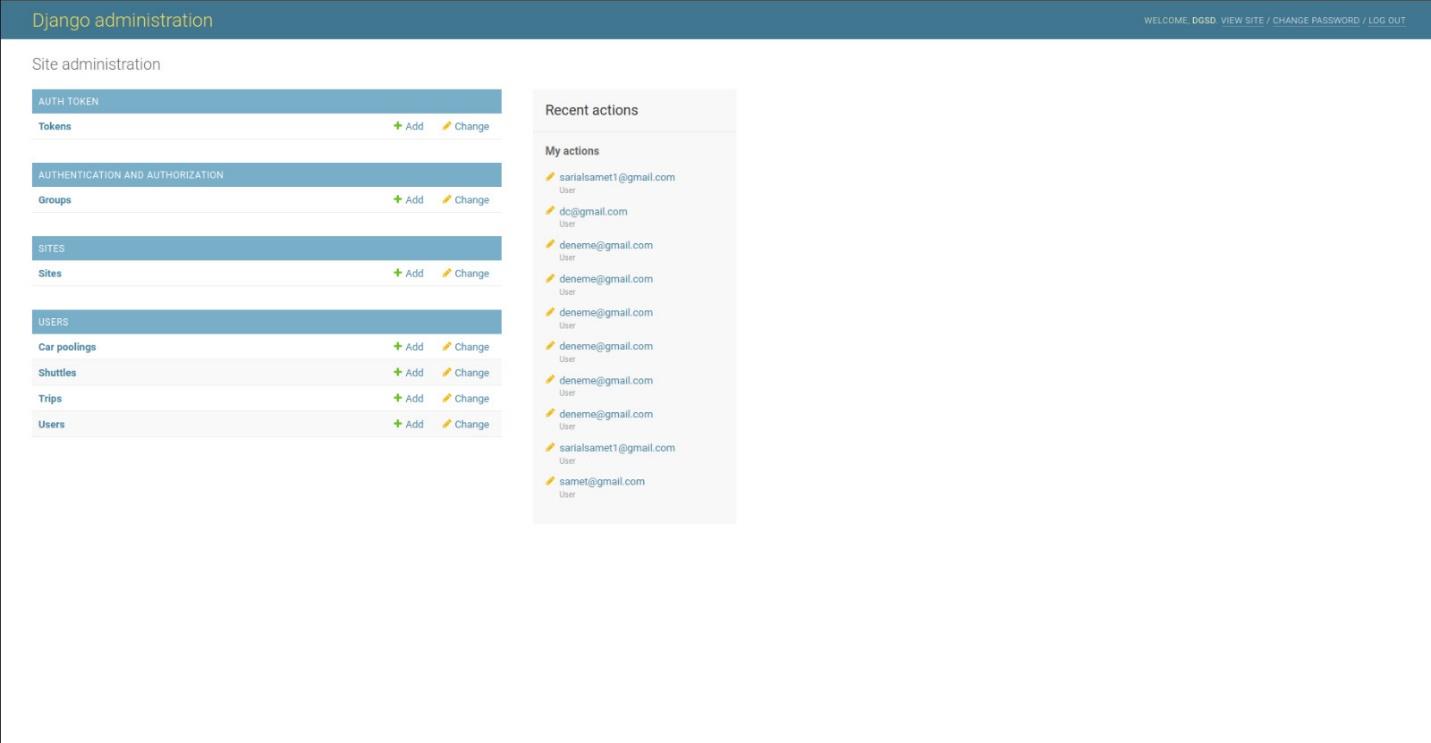 Django administration
WELCOME, DGSD. VIEW SITE / CHANGE PASSWORD / LOG OUT
Site administration
AUTH TOKEN
Tokens Add Change
AUTHENTICATION AND AUTHORIZATION
Groups Add Change
SITES
Sites Add Change
USERS
Car poolings Add Change
Shuttles Add Change
Trips Add Change
Users Add Change
Recent actions
My actions
sarialsamet1@gmail.com
User
dc@gmail.com
User
deneme@gmail.com
User
deneme@gmail.com
User
deneme@gmail.com
User
deneme@gmail.com
User
deneme@gmail.com
User
deneme@gmail.com
User
sarialsamet1@gmail.com
User
samet@gmail.com
User